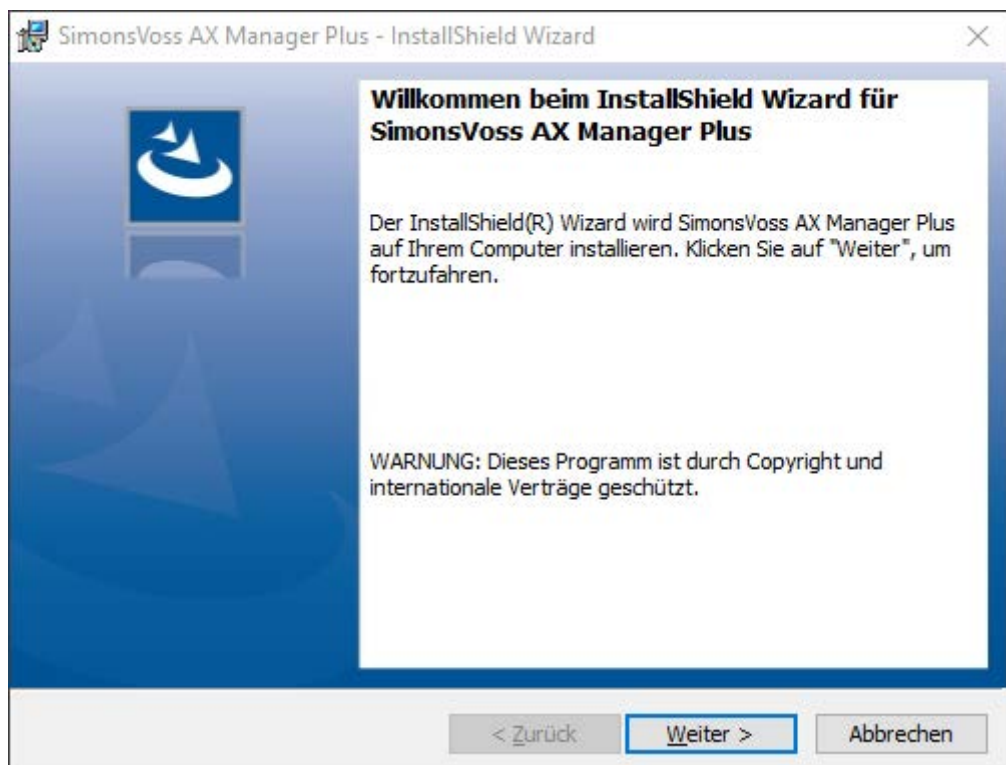 SimonsVoss AX Manager Plus - InstallShield Wizard
Willkommen beim InstallShield Wizard für
SimonsVoss AX Manager Plus
Der InstallShield(R) Wizard wird SimonsVoss AX Manager Plus
auf Ihrem Computer installieren. Klicken Sie auf "Weiter", um
fortzufahren.
WARNUNG: Dieses Programm ist durch Copyright und
internationale Verträge geschützt.
< Zurück Weiter > Abbrechen